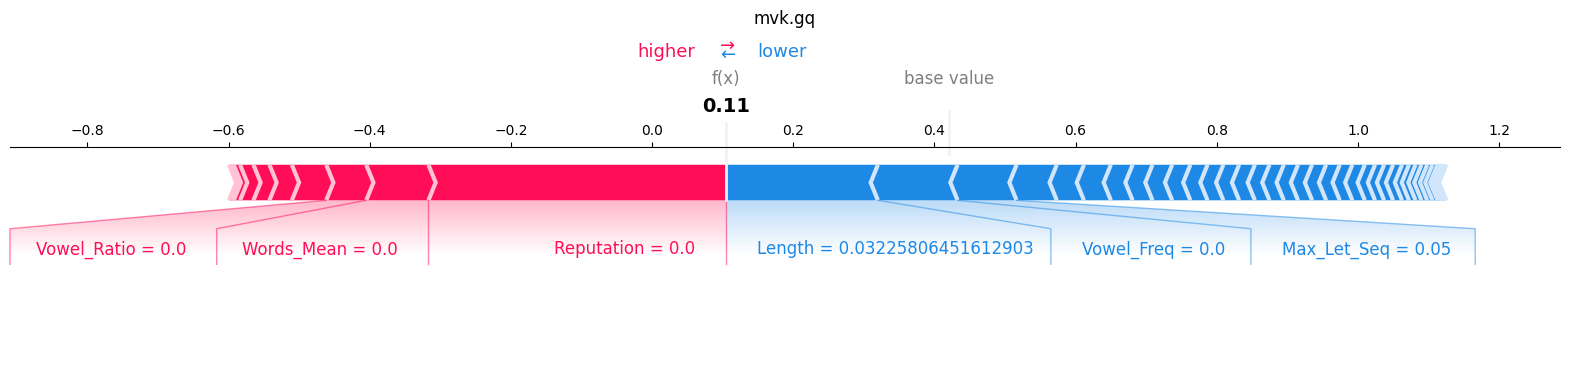 mvk.gq
higher → ← lower
f(x) base value
0.11
−0.8 −0.6 −0.4 −0.2 0.0 0.2 0.4 0.6 0.8 1.0 1.2
Vowel_Ratio = 0.0 Words_Mean = 0.0 Reputation = 0.0 Length = 0.03225806451612903 Vowel_Freq = 0.0 Max_Let_Seq = 0.05